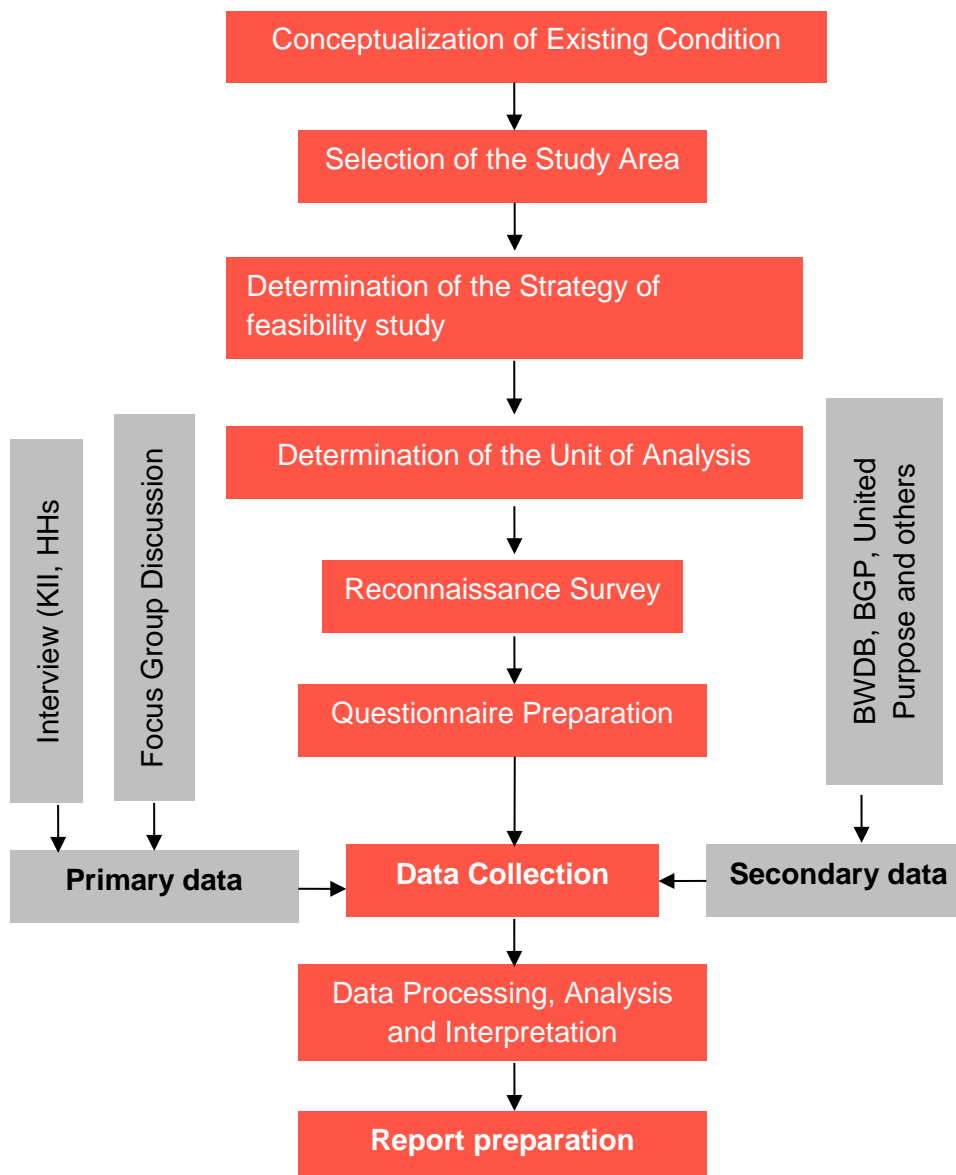 Conceptualization of Existing Condition
Selection of the Study Area
Determination of the Strategy of
feasibility study
Determination of the Unit of Analysis
Reconnaissance Survey
Questionnaire Preparation
Interview (KII, HHs
Focus Group Discussion
BWDB, BGP, United
Purpose and others
Primary data
Data Collection
Secondary data
Data Processing, Analysis
and Interpretation
Report preparation